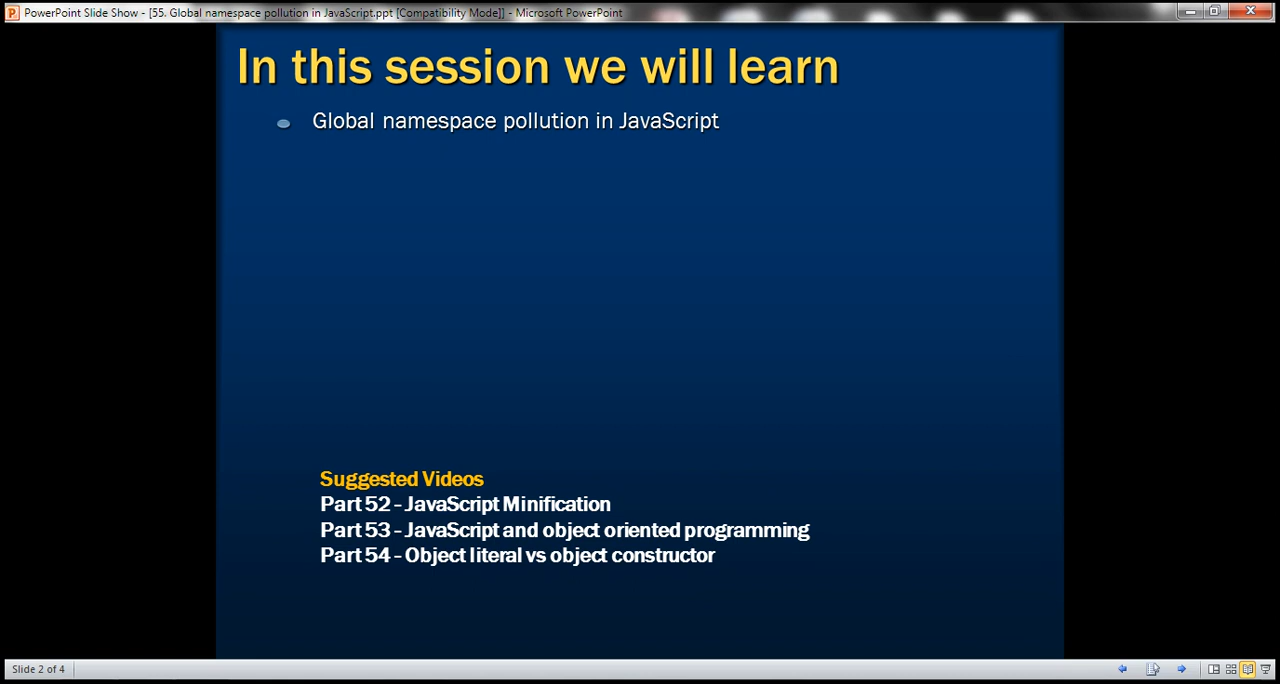 PowerPoint Slide Show - [55. Global namespace pollution in JavaScript.ppt [Compatibility Mode]] - Microsoft PowerPoint
In this session we will learn
Global namespace pollution in JavaScript
Suggested Videos
Part 52 - JavaScript Minification
Part 53 - JavaScript and object oriented programming
Part 54 - Object literal vs object constructor
Slide 2 of 4